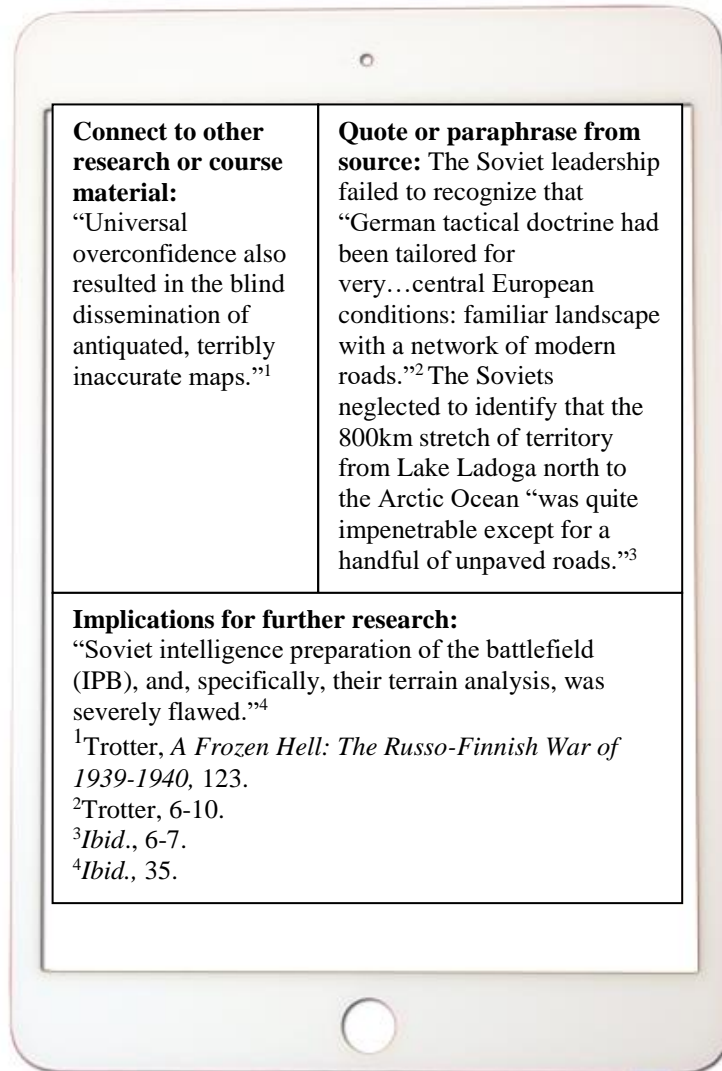 Connect to other
research or course
material:
“Universal
overconfidence also
resulted in the blind
dissemination of
antiquated, terribly
inaccurate maps.”1
Quote or paraphrase from
source: The Soviet leadership
failed to recognize that
“German tactical doctrine had
been tailored for
very…central European
conditions: familiar landscape
with a network of modern
roads.”2 The Soviets
neglected to identify that the
800km stretch of territory
from Lake Ladoga north to
the Arctic Ocean “was quite
impenetrable except for a
handful of unpaved roads.”3
Implications for further research:
“Soviet intelligence preparation of the battlefield
(IPB), and, specifically, their terrain analysis, was
severely flawed.”4
1Trotter, A Frozen Hell: The Russo-Finnish War of
1939-1940, 123.
2Trotter, 6-10.
3Ibid., 6-7.
4Ibid., 35.